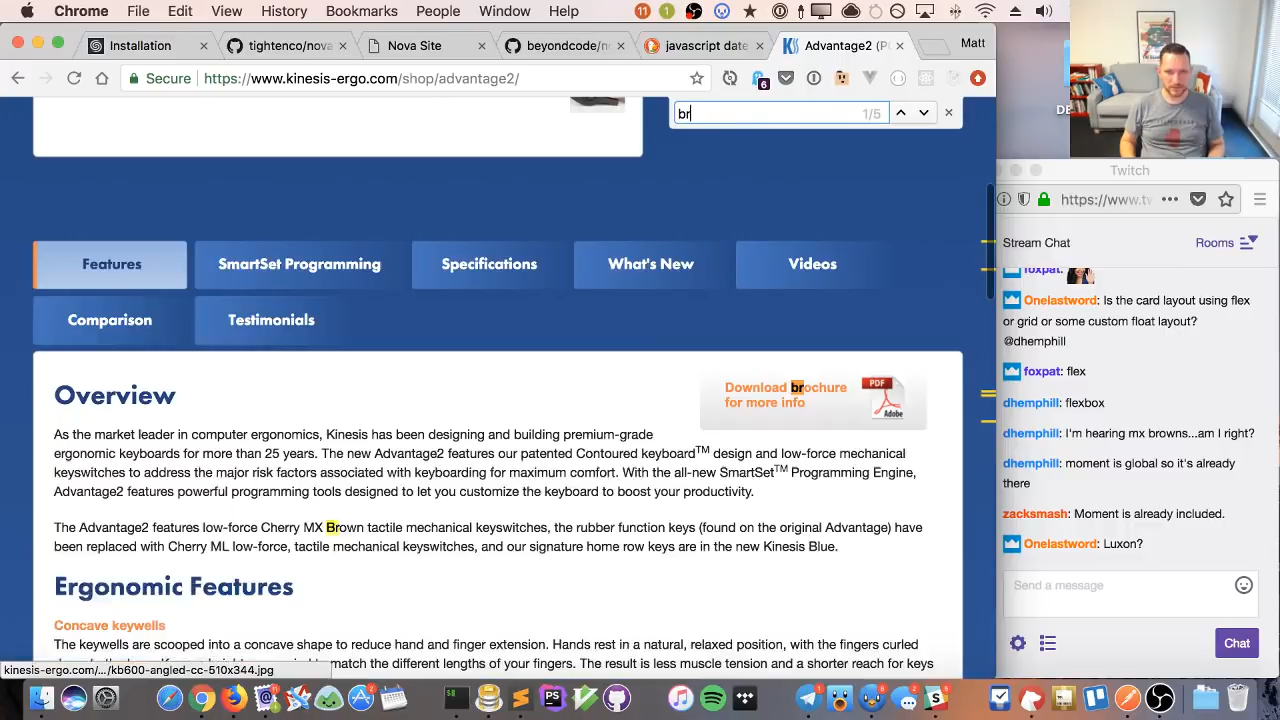 Chrome File Edit View History Bookmarks People Window Help 11 1
Installation tightenco/nova Nova Site beyondcode/n javascript date Advantage2 (P Matt
Secure https://www.kinesis-ergo.com/shop/advantage2/ 6
br 1/5
Features SmartSet Programming Specifications What's New Videos
Comparison Testimonials
Overview
Download brochure
for more info
PDF
Adobe
As the market leader in computer ergonomics, Kinesis has been designing and building premium-grade
ergonomic keyboards for more than 25 years. The new Advantage2 features our patented Contoured keyboardTM design and low-force mechanical
keyswitches to address the major risk factors associated with keyboarding for maximum comfort. With the all-new SmartSetTM Programming Engine,
Advantage2 features powerful programming tools designed to let you customize the keyboard to boost your productivity.
The Advantage2 features low-force Cherry MX Brown tactile mechanical keyswitches, the rubber function keys (found on the original Advantage) have
been replaced with Cherry ML low-force, tactile mechanical keyswitches, and our signature home row keys are in the new Kinesis Blue.
Ergonomic Features
Concave keywells
The keywells are scooped into a concave shape to reduce hand and finger extension. Hands rest in a natural, relaxed position, with the fingers curled
match the different lengths of your fingers. The result is less muscle tension and a shorter reach for keys
kinesis-ergo.com/.../kb600-angled-cc-510x344.jpg
DE
Twitch
https://www.tw
Stream Chat Rooms
foxpat:
Onelastword: Is the card layout using flex
or grid or some custom float layout?
@dhemphill
foxpat: flex
dhemphill: flexbox
dhemphill: I'm hearing mx browns...am I right?
dhemphill: moment is global so it's already
there
zacksmash: Moment is already included.
Onelastword: Luxon?
Send a message
Chat